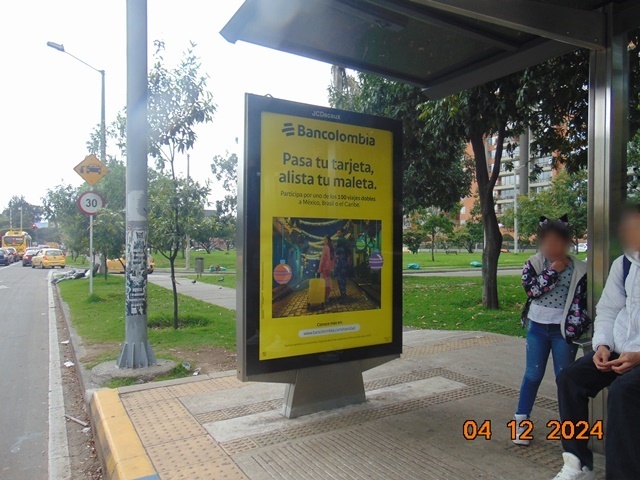 JCDecaux
Bancolombia
Pasa tu tarjeta,
alista tu maleta.
Participa por uno de los 100 viajes dobles
a México, Brasil o el Caribe.
30
04 12 2024